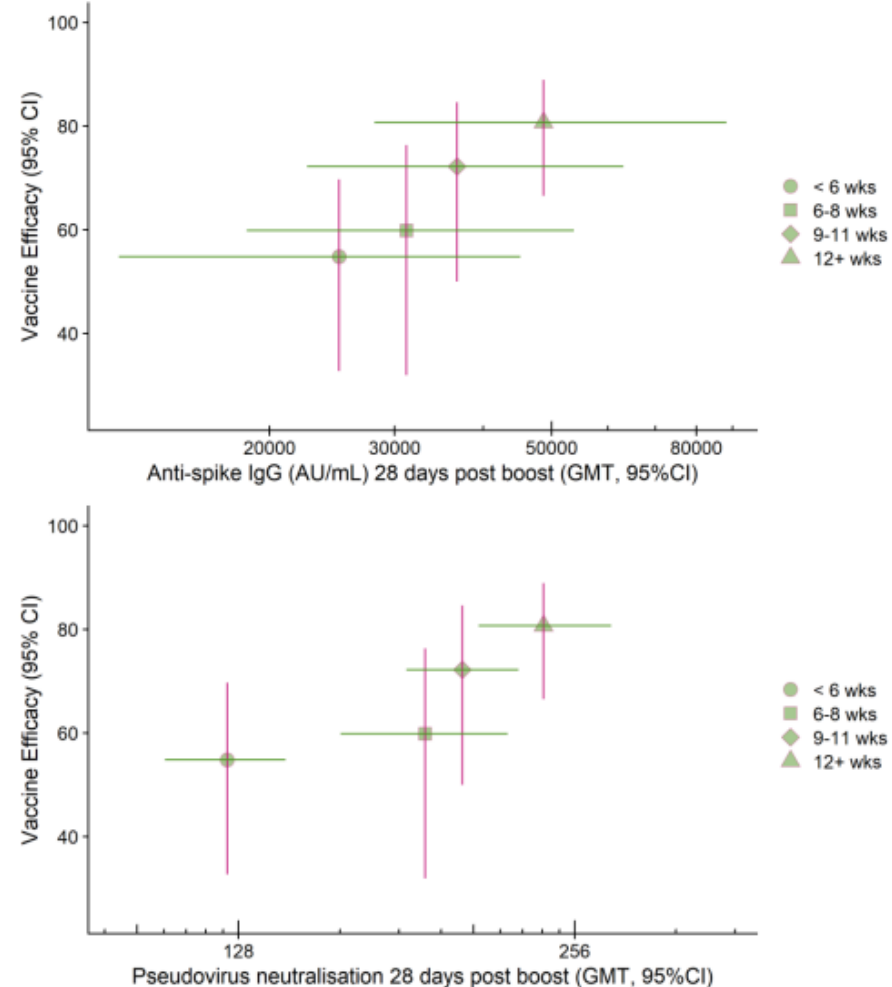 100
80
60
40
Vaccine Efficacy (95% CI)
20000 30000 50000 80000
Anti-spike IgG (AU/mL) 28 days post boost (GMT, 95%CI)
< 6 wks
6-8 wks
9-11 wks
12+ wks
100
80
60
40
Vaccine Efficacy (95% CI)
128 256
Pseudovirus neutralisation 28 days post boost (GMT, 95%CI)
< 6 wks
6-8 wks
9-11 wks
12+ wks